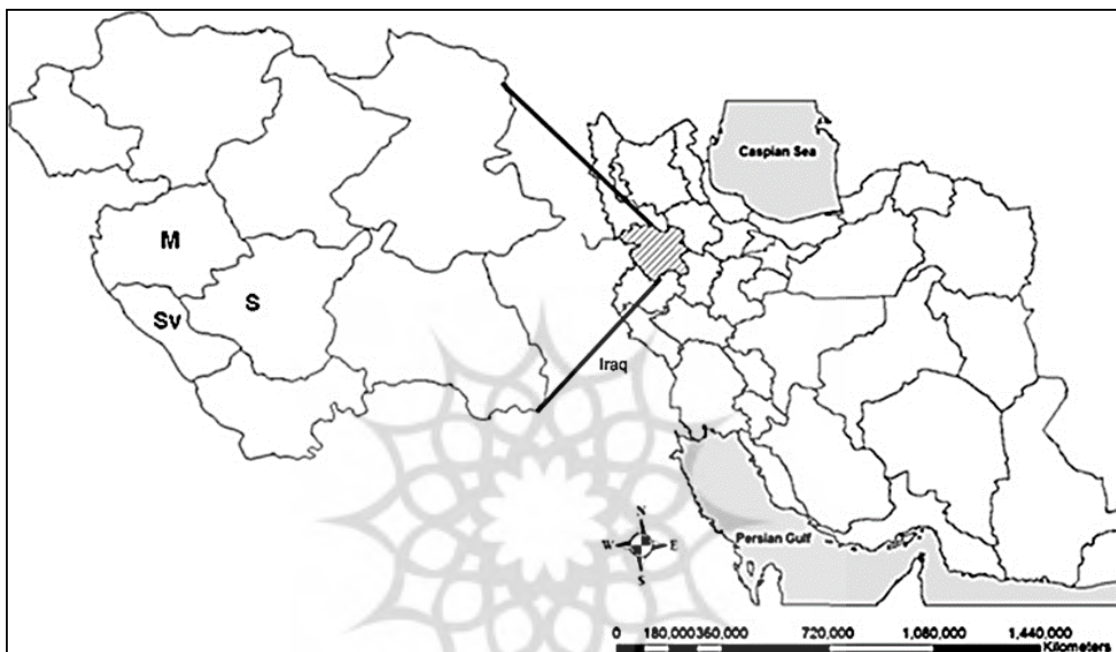 Caspian Sea
M
S
Sv
Iraq
N
W E
S
Persian Gulf
0 180,000 360,000 720,000 1,080,000 1,440,000
Kilometers